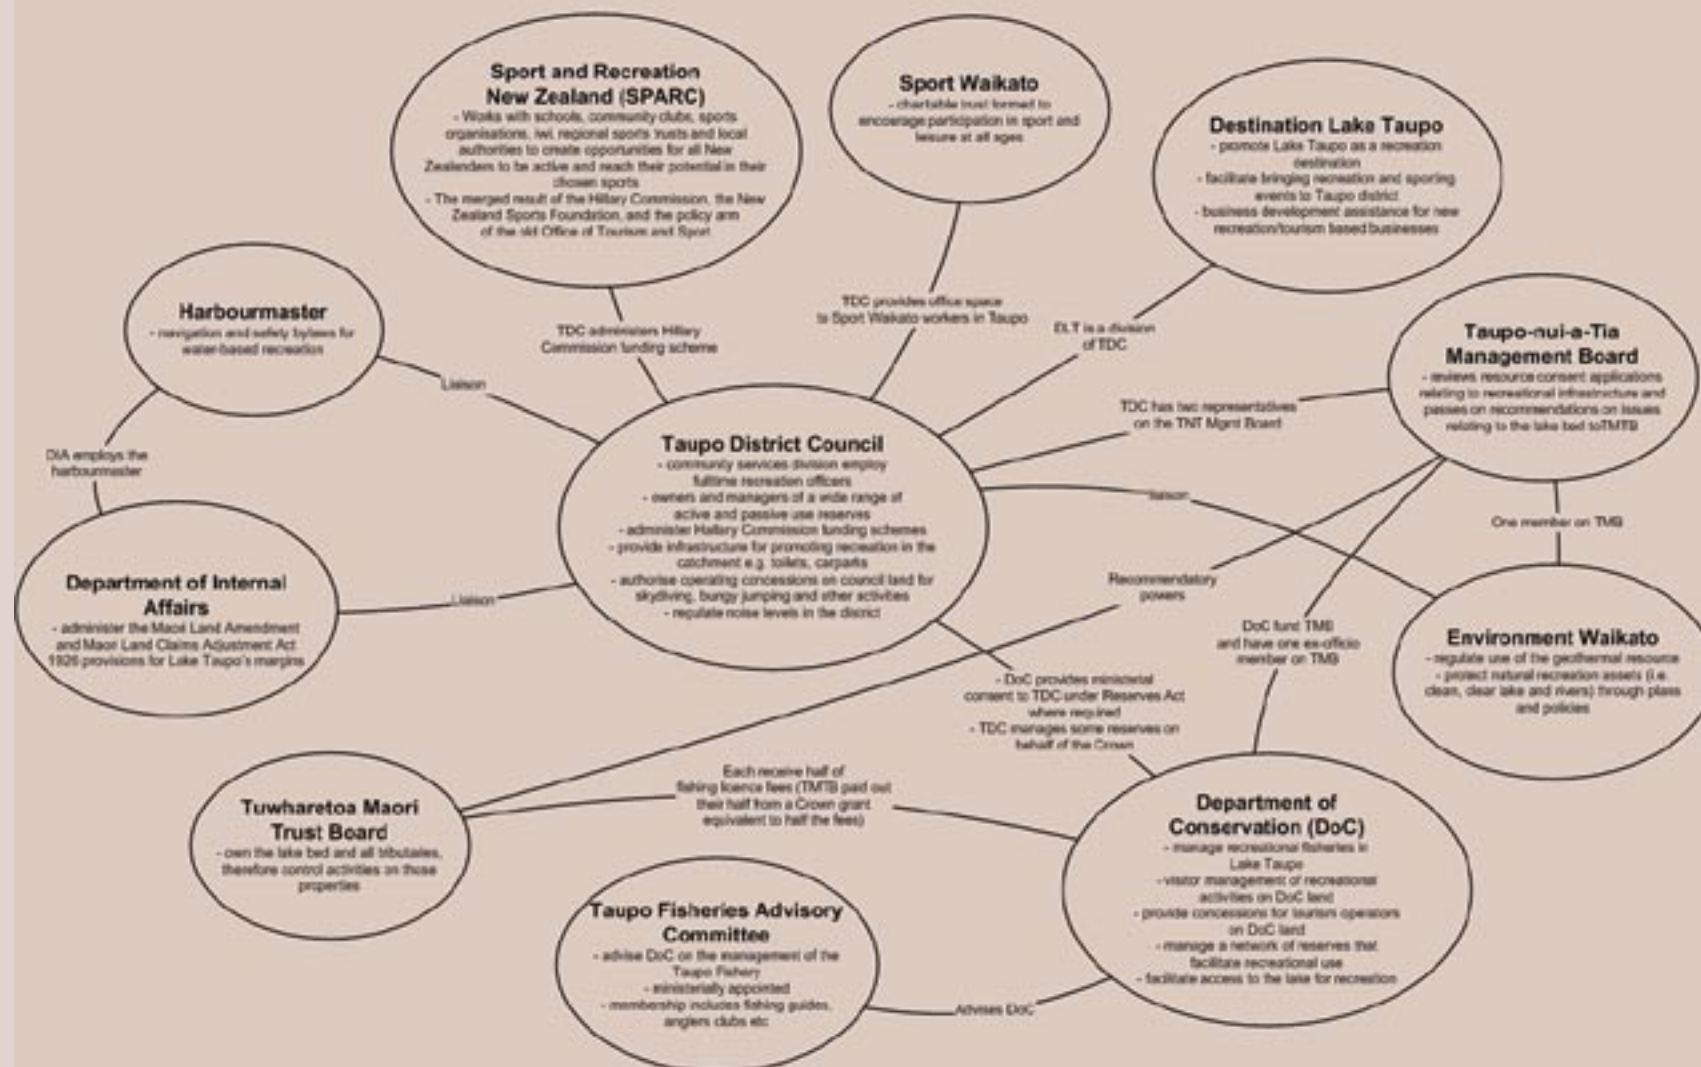 Sport and Recreation
New Zealand (SPARC)
- Works with schools, community clubs, sports
organisations, iwi, regional sports trusts and local
authorities to create opportunities for all New
Zealenders to be active and reach their potential in their
chosen sports
- The merged result of the Hillary Commission, the New
Zealand Sports Foundation, and the policy arm
of the old Office of Tourism and Sport
Sport Waikato
- chartable trust formed to
encourage participation in sport and
leisure at all ages
Destination Lake Taupo
- promote Lake Taupo as a recreation
destination
- facilitate bringing recreation and sporting
events to Taupo district
- business development assistance for new
recreation/tourism based businesses
Harbourmaster
- navigation and safety bylaws for
water-based recreation
TDC administers Hillary
Commission funding scheme
TDC provides office space
to Sport Waikato workers in Taupo
DLT is a division
of TDC
Taupo-nui-a-Tia
Management Board
- reviews resource consent applications
relating to recreational infrastructure and
passes on recommendations on issues
relating to the lake bed toTMTB
Liaison
TDC has two representatives
on the TNT Mgmt Board
DIA employs the
harbourmaster
Taupo District Council
- community services division employ
fulltime recreation officers
- owners and managers of a wide range of
active and passive use reserves
- administer Hallary Commission funding schemes
- provide infrastructure for promoting recreation in the
catchment e.g. toilets, carparks
- authorise operating concessions on council land for
skydiving, bungy jumping and other activities
- regulate noise levels in the district
liaison
One member on TMB
Department of Internal
Affairs
- administer the Maori Land Amendment
and Maori Land Claims Adjustment Act
1926 provisions for Lake Taupo's margins
Liaison
Recommendatory
powers
DoC fund TMB
and have one ex-officio
member on TMB
Environment Waikato
- regulate use of the geothermal resource
- protect natural recreation assets (i.e.
clean, clear lake and rivers) through plans
and policies
- DoC provides ministerial
consent to TDC under Reserves Act
where required
- TDC manages some reserves on
behalf of the Crown
Each receive half of
fishing licence fees (TMTB paid out
their half from a Crown grant
equivalent to half the fees)
Tuwharetoa Maori
Trust Board
- own the lake bed and all tributaries,
therefore control activities on those
properties
Department of
Conservation (DoC)
- manage recreational fisheries in
Lake Taupo
- visitor management of recreational
activities on DoC land
- provide concessions for tourism operators
on DoC land
- manage a network of reserves that
facilitate recreational use
- facilitate access to the lake for recreation
Taupo Fisheries Advisory
Committee
- advise DoC on the management of the
Taupo Fishery
- ministerially appointed
- membership includes fishing guides,
anglers clubs etc
Advises DoC